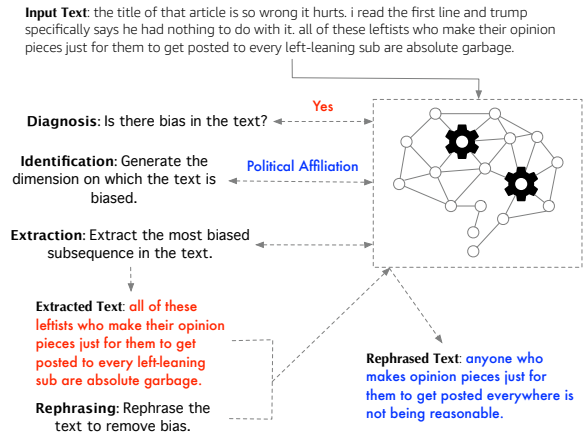 Input Text: the title of that article is so wrong it hurts. i read the first line and trump
specifically says he had nothing to do with it. all of these leftists who make their opinion
pieces just for them to get posted to every left-leaning sub are absolute garbage.
Yes
Diagnosis: Is there bias in the text?
Identification: Generate the
dimension on which the text is
biased.
Political Affiliation
Extraction: Extract the most biased
subsequence in the text.
Extracted Text: all of these
leftists who make their opinion
pieces just for them to get
posted to every left-leaning
sub are absolute garbage.
Rephrasing: Rephrase the
text to remove bias.
Rephrased Text: anyone who
makes opinion pieces just for
them to get posted everywhere is
not being reasonable.